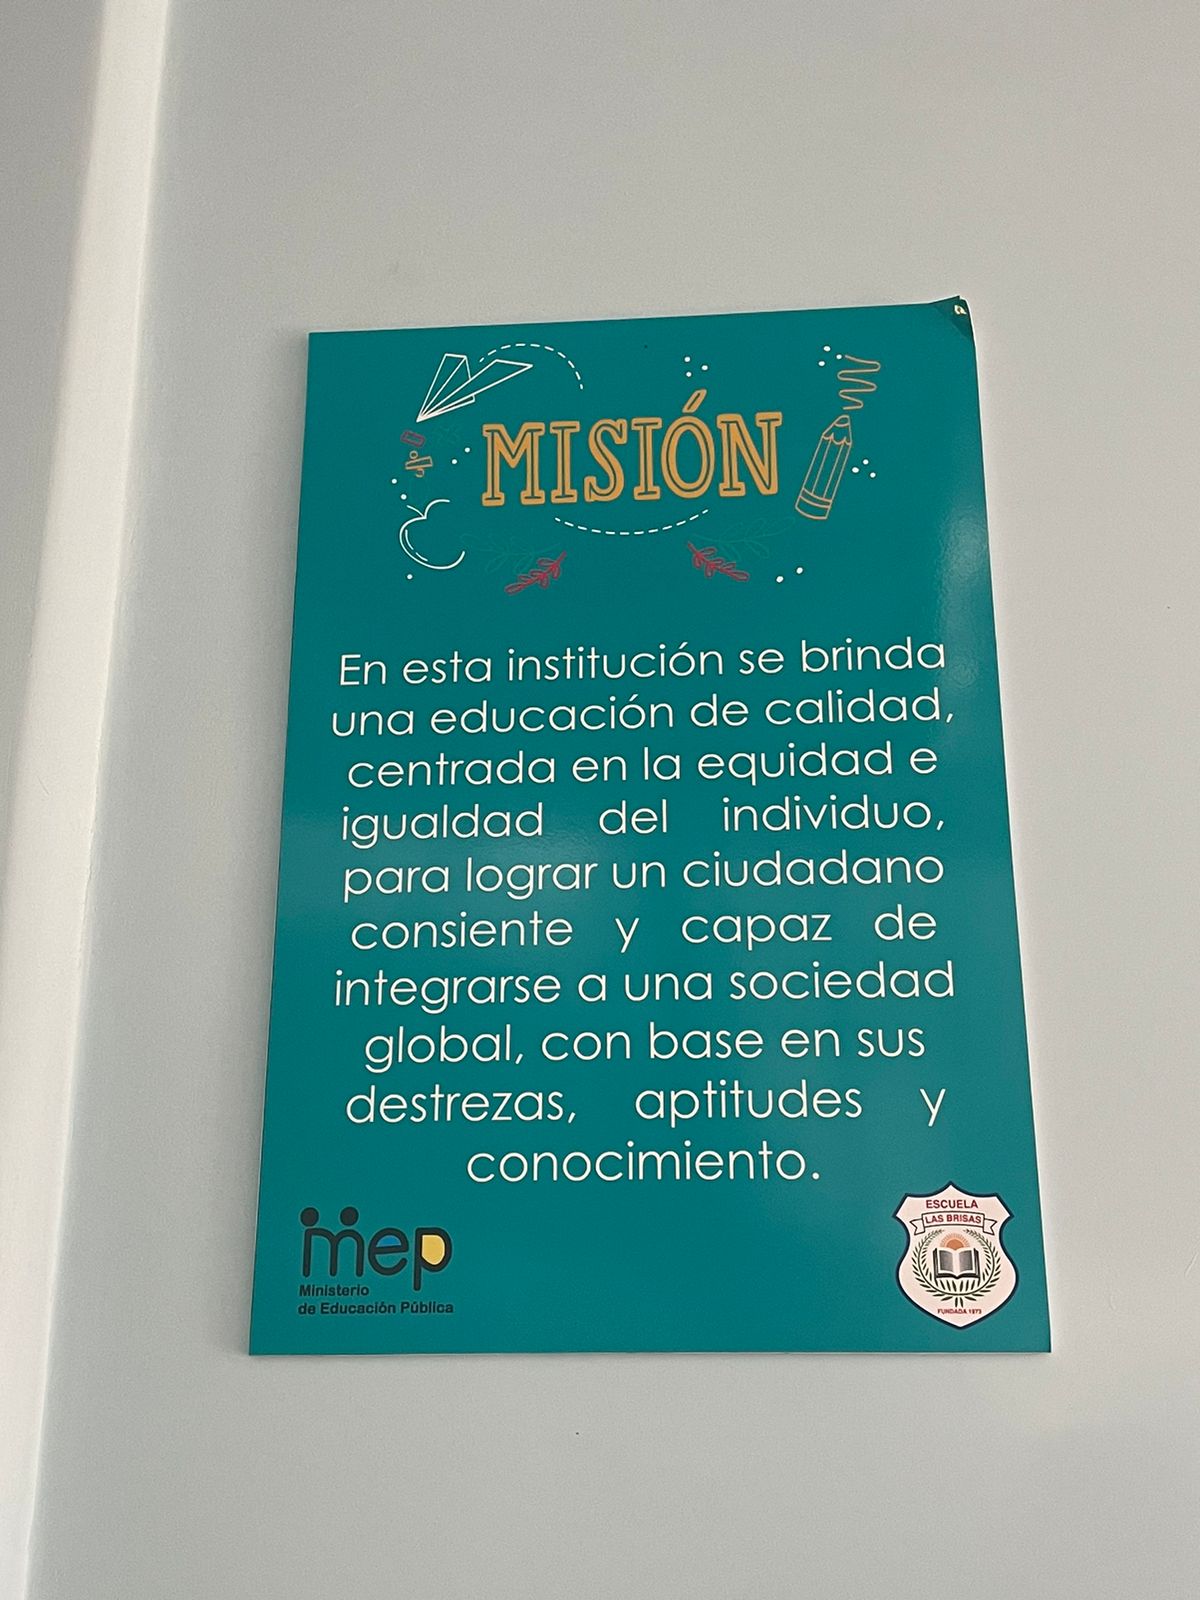 MISIÓN
En esta institución se brinda
una educación de calidad,
centrada en la equidad e
igualdad del individuo,
para lograr un ciudadano
consiente y capaz de
integrarse a una sociedad
global, con base en sus
destrezas, aptitudes y
conocimiento.
mep
Ministerio
de Educación Pública
ESCUELA
LAS BRISAS
FUNDADA 1973